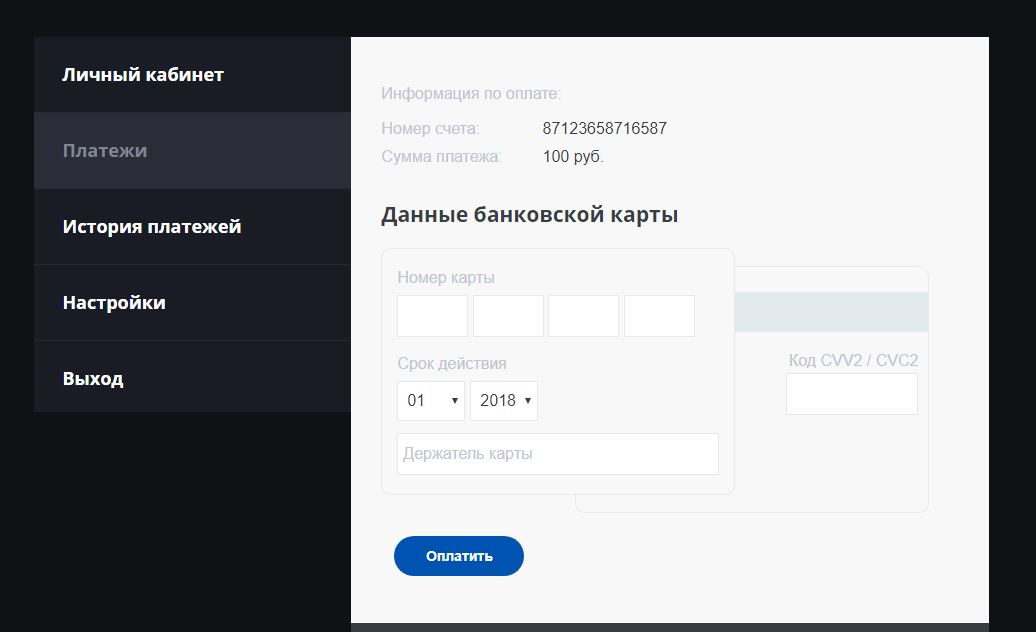 Личный кабинет
Платежи
История платежей
Настройки
Выход
Информация по оплате:
Номер счета: 87123658716587
Сумма платежа: 100 руб.
Данные банковской карты
Номер карты
Срок действия
01 2018
Держатель карты
Код CVV2 / CVC2
Оплатить